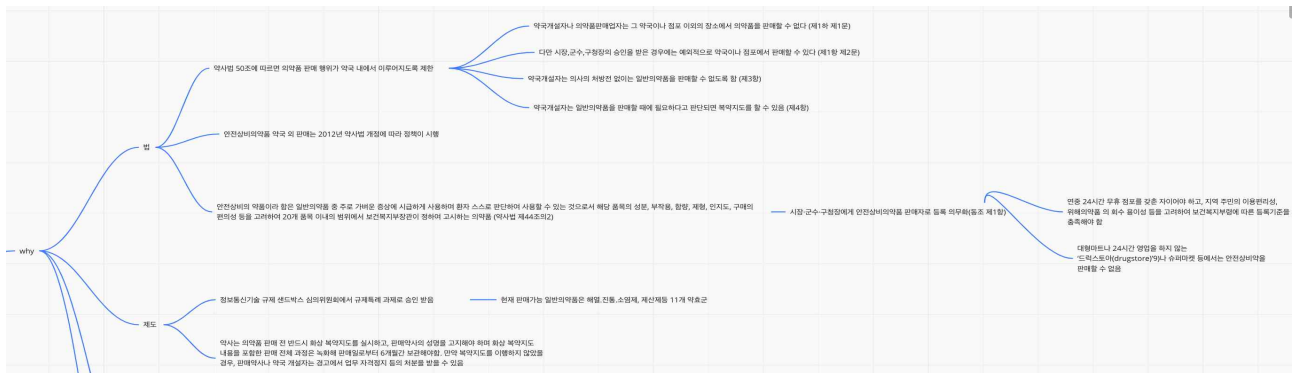 why
법
약사법 50조에 따르면 의약품 판매 행위가 약국 내에서 이루어지도록 제한
약국개설자나 의약품판매업자는 그 약국이나 점포 이외의 장소에서 의약품을 판매할 수 없다 (제1하 제1문)
다만 시장,군수,구청장의 승인을 받은 경우에는 예외적으로 약국이나 점포에서 판매할 수 있다 (제1항 제2문)
약국개설자는 의사의 처방전 없이는 일반의약품을 판매할 수 없도록 함 (제3항)
약국개설자는 일반의약품을 판매할 때에 필요하다고 판단되면 복약지도를 할 수 있음 (제4항)
안전상비의약품 약국 외 판매는 2012년 약사법 개정에 따라 정책이 시행
안전상비의 약품이라 함은 일반의약품 중 주로 가벼운 증상에 시급하게 사용하며 환자 스스로 판단하여 사용할 수 있는 것으로서 해당 품목의 성분, 부작용, 함량, 제형, 인지도, 구매의
편의성 등을 고려하여 20개 품목 이내의 범위에서 보건복지부장관이 정하며 고시하는 의약품 (약사법 제44조의2)
시장·군수·구청장에게 안전상비의약품 판매자로 등록 의무화(동조 제1항)
연중 24시간 무휴 점포를 갖춘 자이어야 하고, 지역 주민의 이용편리성,
위해의약품 의 회수 용이성 등을 고려하여 보건복지부령에 따른 등록기준을
충족해야 함
대형마트나 24시간 영업을 하지 않는
'드럭스토아(drugstore)'9)나 슈퍼마켓 등에서는 안전상비약을
판매할 수 없음
제도
정보통신기술 규제 샌드박스 심의위원회에서 규제특례 과제로 승인 받음
현재 판매가능 일반의약품은 해열.진통,소염제, 제산제등 11개 약효군
약사는 의약품 판매 전 반드시 화상 복약지도를 실시하고, 판매약사의 성명을 고지해야 하며 화상 복약지도
내용을 포함한 판매 전체 과정은 녹화해 판매일로부터 6개월간 보관해야함. 만약 복약지도를 이행하지 않았을
경우, 판매약사나 약국 개설자는 경고에서 업무 자격정지 등의 처분을 받을 수 있음